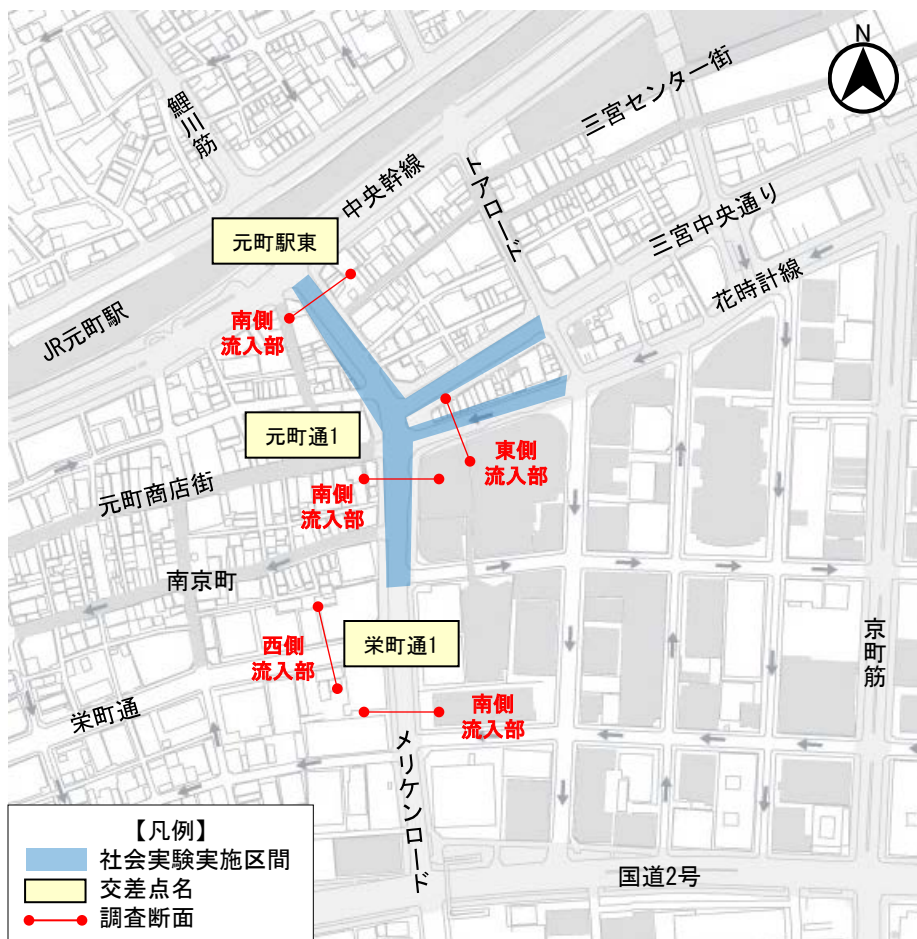 N
三宮センター街
鯉川筋
トアロード
中央幹線
三宮中央通り
元町駅東
花時計線
JR元町駅
南側
流入部
元町通1
東側
流入部
元町商店街
南側
流入部
南京町
西側
流入部
栄町通1
京町筋
栄町通
南側
流入部
メリケンロード
【凡例】
社会実験実施区間
交差点名
調査断面
国道2号